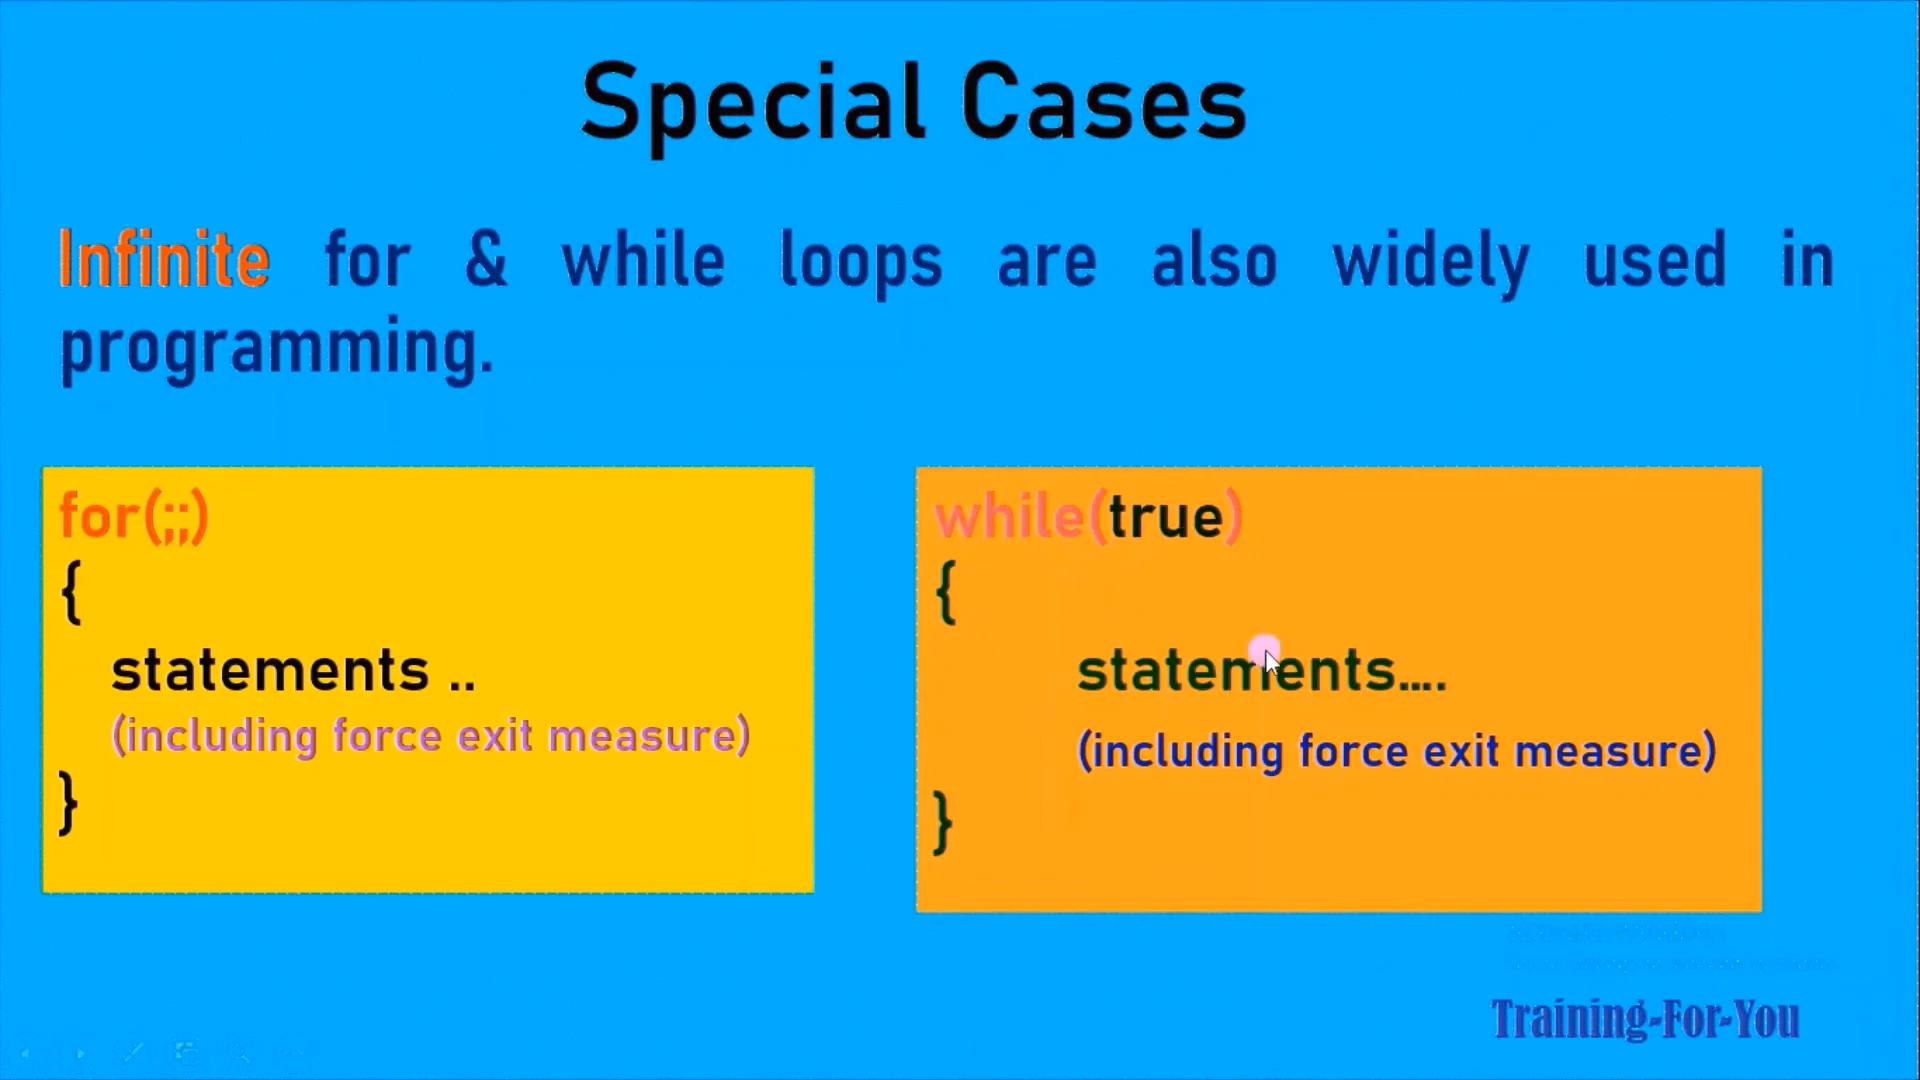 Special Cases
Infinite for & while loops are also widely used in
programming.
for(;;)
{
statements ..
(including force exit measure)
}
while(true)
{
statements....
(including force exit measure)
}
Training-For-You